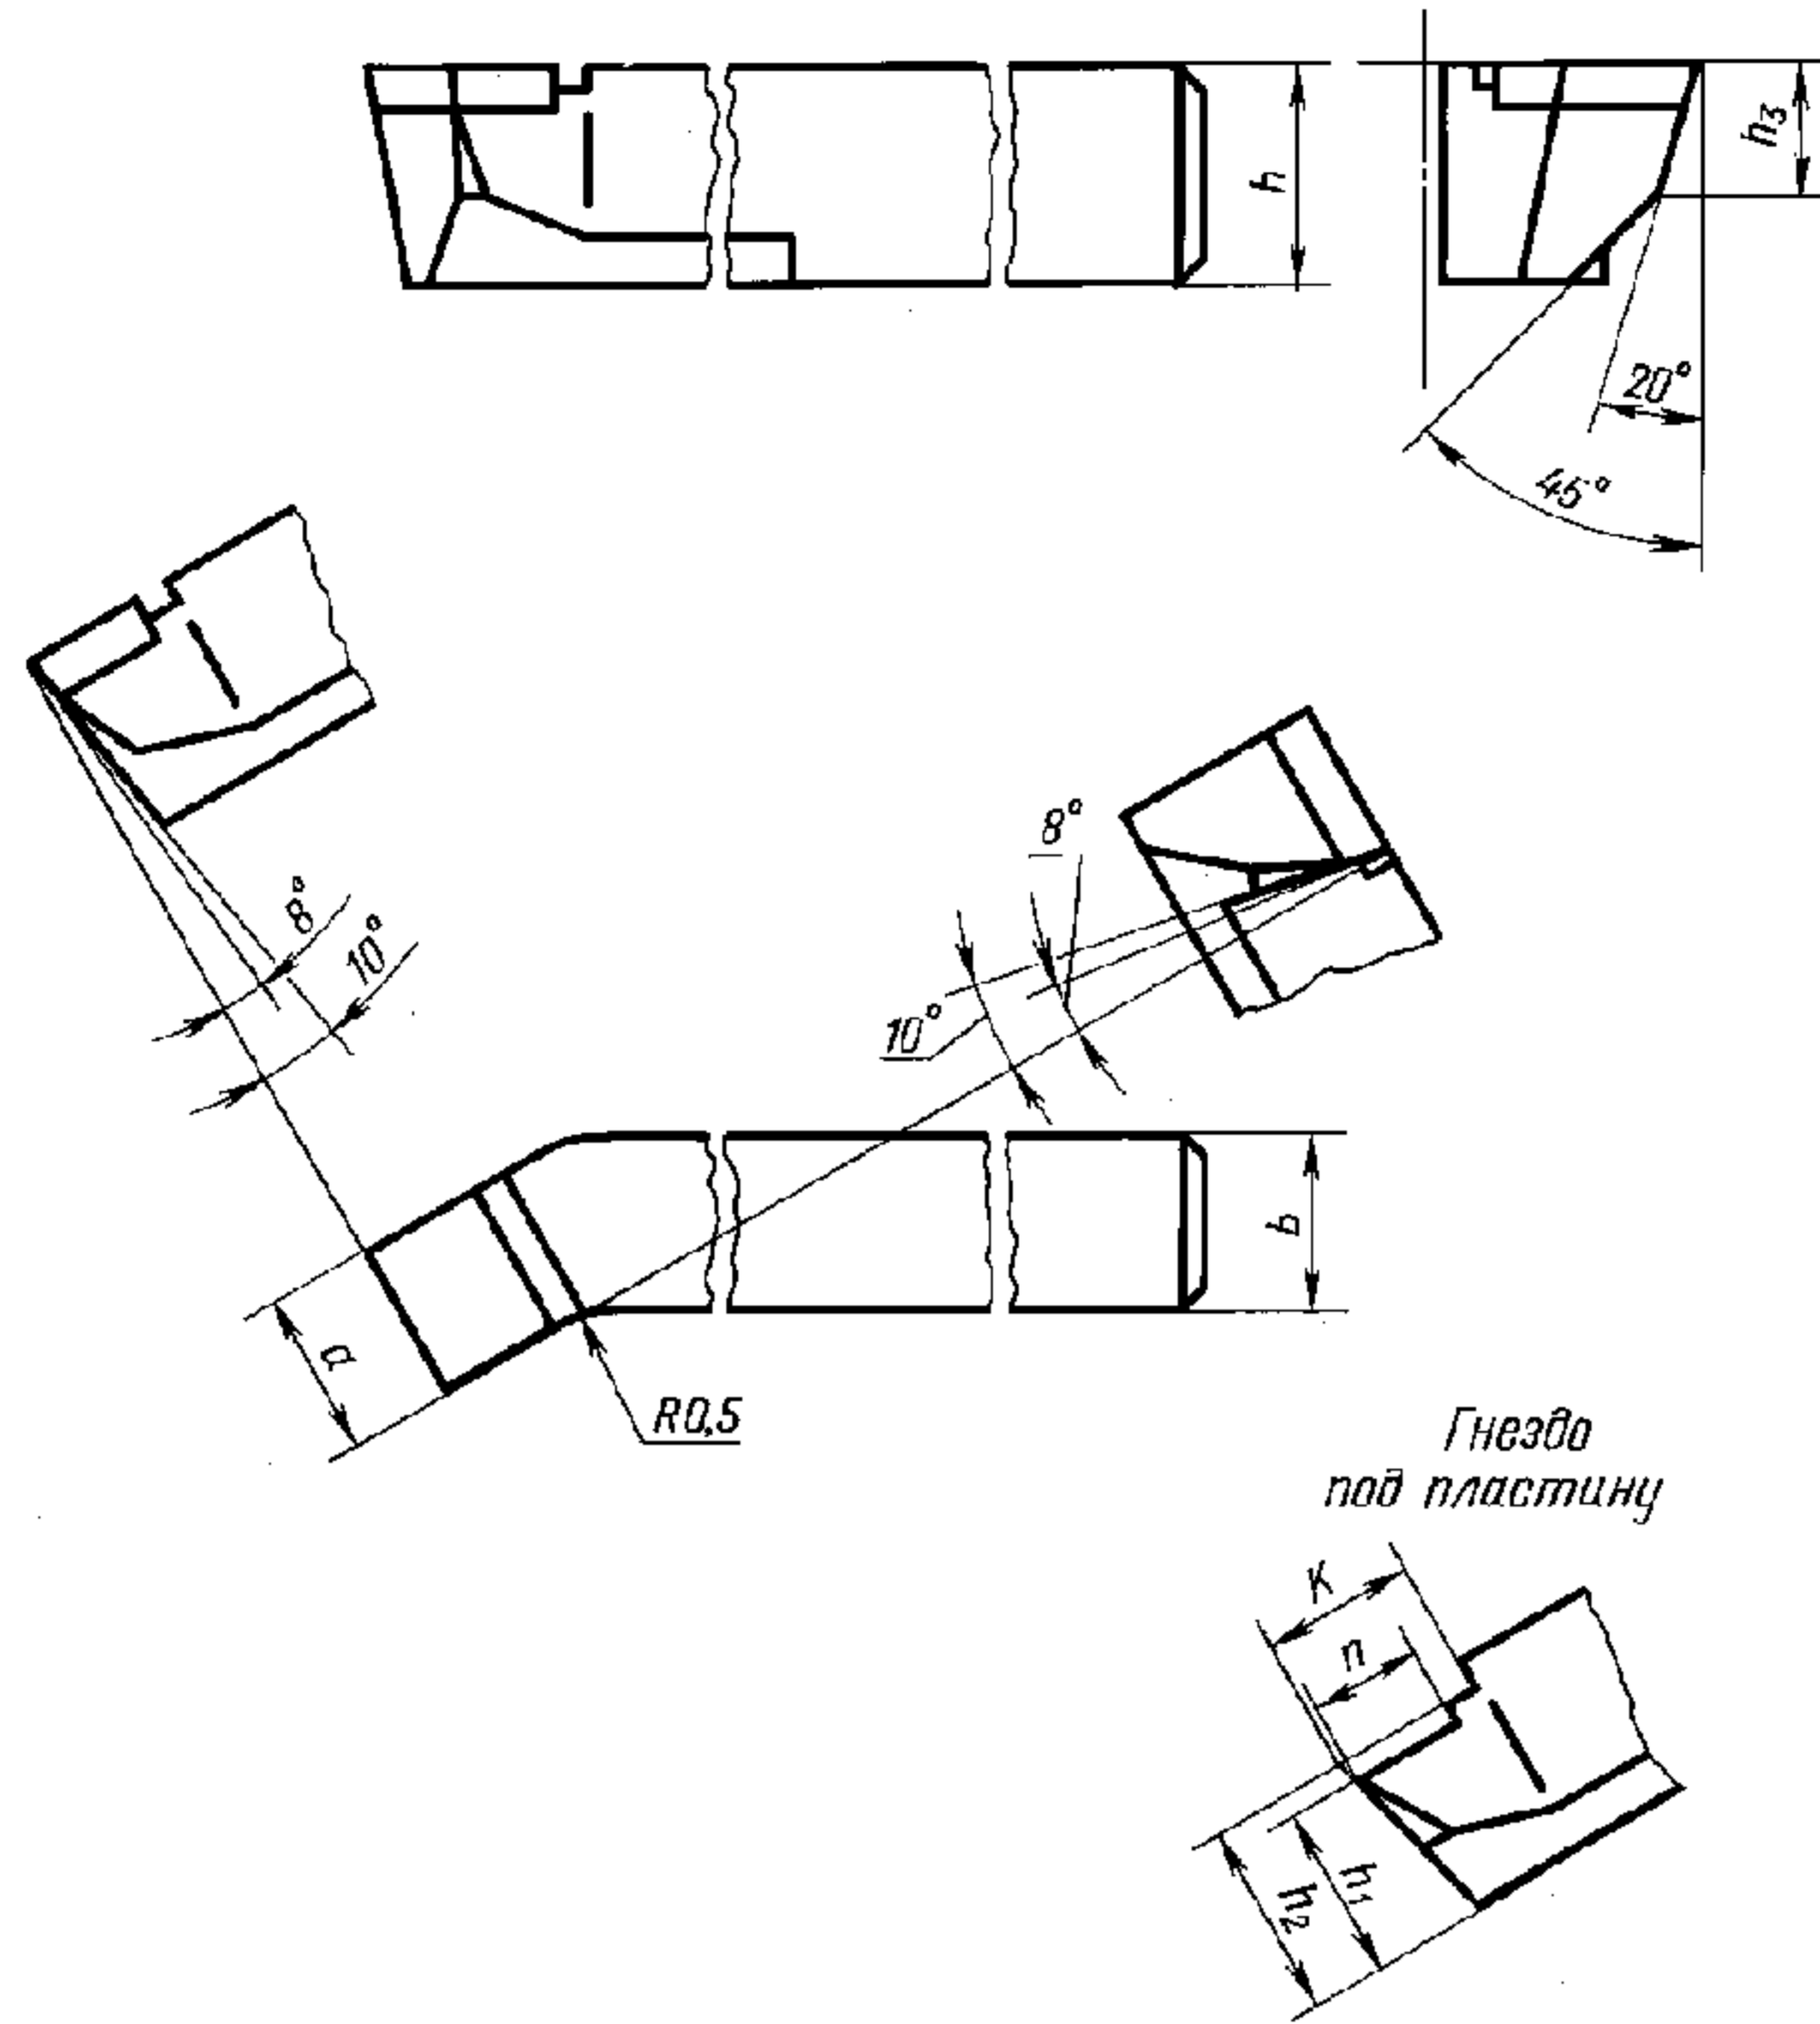 h
h3
20°
45°
8°
10°
8°
10°
b
a
R0,5
Гнездо
под пластину
К
n
h1
h2